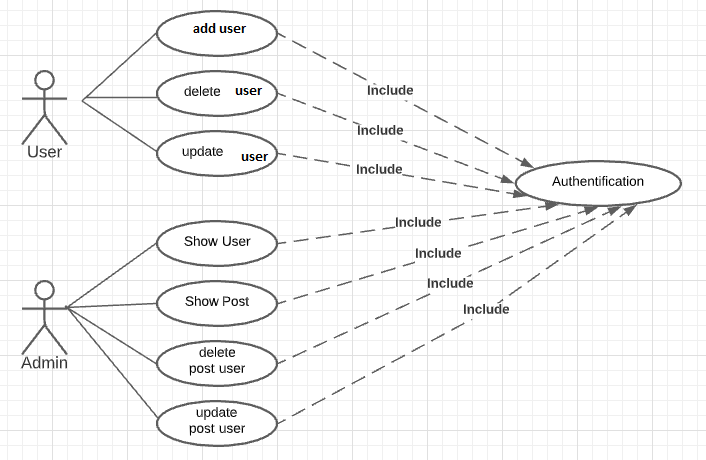 add user
Include
delete user
Include
User
update user
Include
Authentification
Include
Show User
Include
Show Post
Include
Include
Admin
delete
post user
update
post user